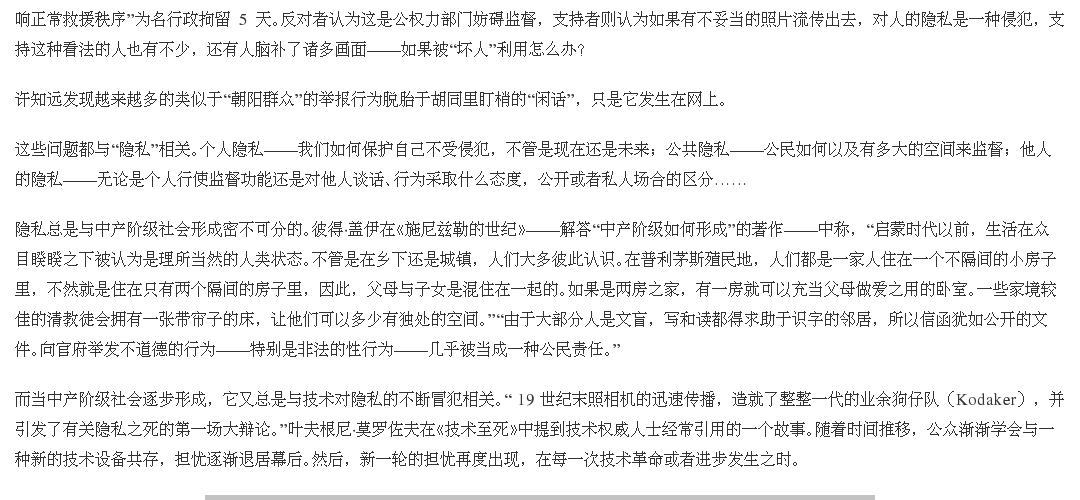 响正常救援秩序”为名行政拘留 5 天。反对者认为这是公权力部门妨碍监督，支持者则认为如果有不妥当的照片流传出去，对人的隐私是一种侵犯，支
持这种看法的人也有不少，还有人脑补了诸多画面——如果被“坏人”利用怎么办？
许知远发现越来越多的类似于“朝阳群众”的举报行为脱胎于胡同里盯梢的“闲话”，只是它发生在网上。
这些问题都与“隐私”相关。个人隐私——我们如何保护自己不受侵犯，不管是现在还是未来；公共隐私——公民如何以及有多大的空间来监督；他人
的隐私——无论是个人行使监督功能还是对他人谈话、行为采取什么态度，公开或者私人场合的区分……
隐私总是与中产阶级社会形成密不可分的。彼得·盖伊在《施尼兹勒的世纪》——解答“中产阶级如何形成”的著作——中称，“启蒙时代以前，生活在众
目睽睽之下被认为是理所当然的人类状态。不管是在乡下还是城镇，人们大多彼此认识。在普利茅斯殖民地，人们都是一家人住在一个不隔间的小房子
里，不然就是住在只有两个隔间的房子里，因此，父母与子女是混住在一起的。如果是两房之家，有一房就可以充当父母做爱之用的卧室。一些家境较
佳的清教徒会拥有一张带帘子的床，让他们可以多少有独处的空间。”“由于大部分人是文盲，写和读都得求助于识字的邻居，所以信函犹如公开的文
件。向官府举发不道德的行为——特别是非法的性行为——几乎被当成一种公民责任。”
而当中产阶级社会逐步形成，它又总是与技术对隐私的不断冒犯相关。“ 19 世纪末照相机的迅速传播，造就了整整一代的业余狗仔队（Kodaker），并
引发了有关隐私之死的第一场大辩论。”叶夫根尼·莫罗佐夫在《技术至死》中提到技术权威人士经常引用的一个故事。随着时间推移，公众渐渐学会与一
种新的技术设备共存，担忧逐渐退居幕后。然后，新一轮的担忧再度出现，在每一次技术革命或者进步发生之时。